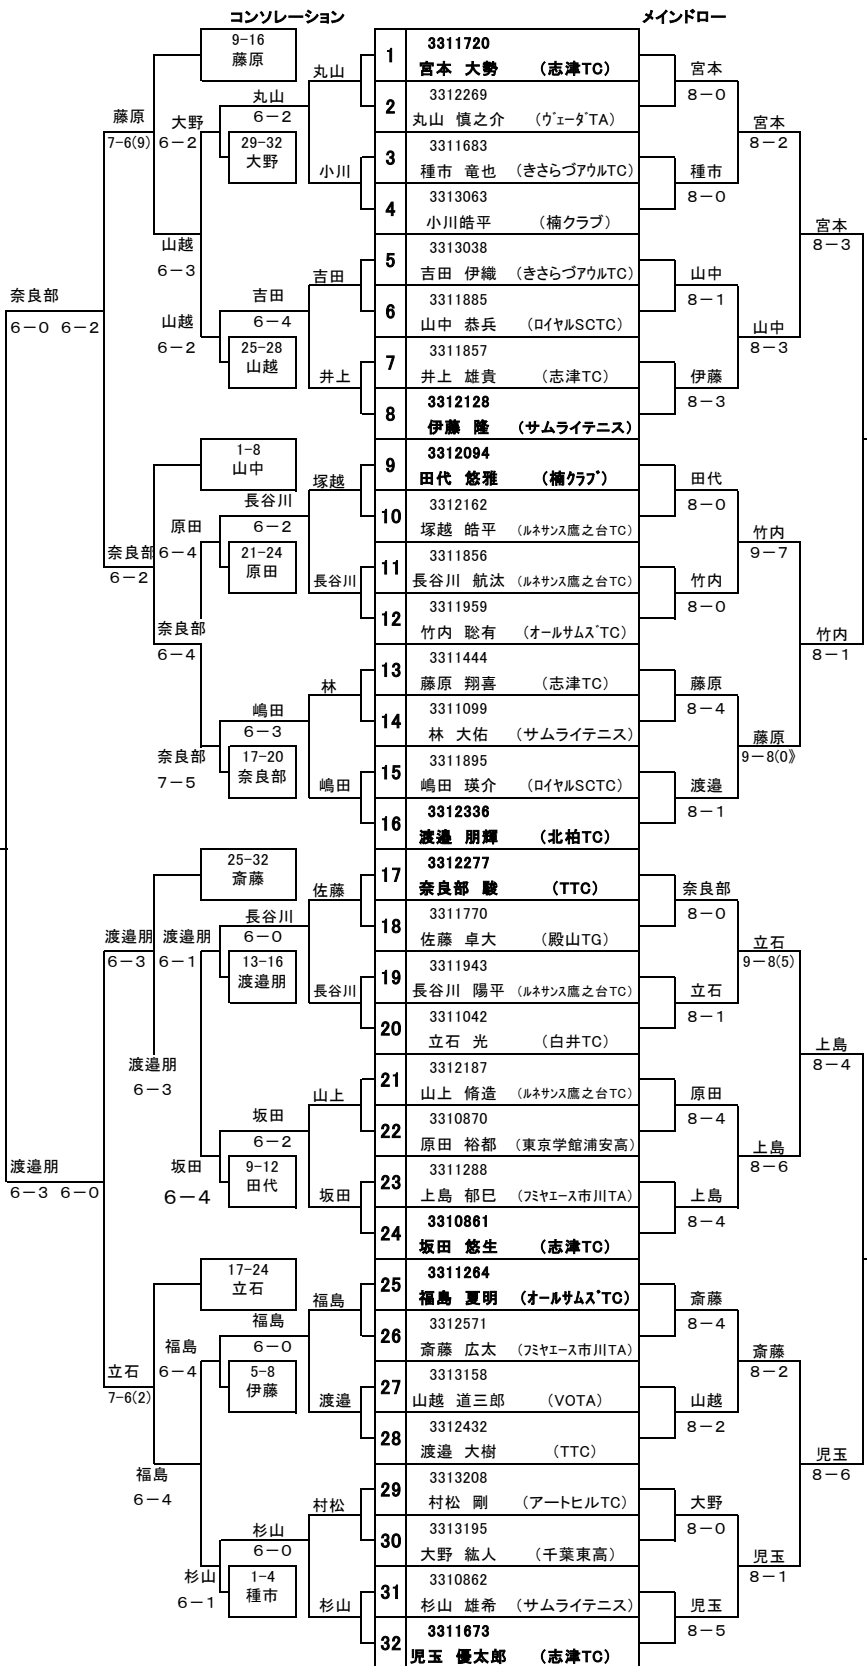 コンソレーション
メインドロー
9-16
藤原
丸山
丸山
6-2
大野
6-2
藤原
7-6(9)
29-32
大野
小川
山越
6-3
奈良部
6-0 6-2
吉田
吉田
6-4
山越
6-2
25-28
山越
井上
1-8
山中
塚越
長谷川
6-2
原田
6-4
奈良部
6-2
21-24
原田
長谷川
奈良部
6-4
林
嶋田
6-3
奈良部
7-5
17-20
奈良部
嶋田
25-32
斎藤
佐藤
長谷川
6-0
渡邉朋
6-3
渡邉朋
6-1
13-16
渡邉朋
長谷川
渡邉朋
6-3
山上
坂田
6-2
渡邉朋
6-3 6-0
坂田
6-4
9-12
田代
坂田
17-24
立石
福島
福島
6-0
福島
6-4
立石
7-6(2)
5-8
伊藤
渡邉
福島
6-4
村松
杉山
6-0
杉山
6-1
1-4
種市
杉山
1 3311720
宮本 大勢 (志津TC)
2 3312269
丸山 慎之介 (ヴェーダTA)
3 3311683
種市 竜也 (きさらづアウルTC)
4 3313063
小川皓平 (楠クラブ)
5 3313038
吉田 伊織 (きさらづアウルTC)
6 3311885
山中 恭兵 (ロイヤルSCTC)
7 3311857
井上 雄貴 (志津TC)
8 3312128
伊藤 隆 (サムライテニス)
9 3312094
田代 悠雅 (楠クラブ)
10 3312162
塚越 皓平 (ルネサンス鷹之台TC)
11 3311856
長谷川 航汰 (ルネサンス鷹之台TC)
12 3311959
竹内 聡有 (オールサムズTC)
13 3311444
藤原 翔喜 (志津TC)
14 3311099
林 大佑 (サムライテニス)
15 3311895
嶋田 瑛介 (ロイヤルSCTC)
16 3312336
渡邉 朋輝 (北柏TC)
17 3312277
奈良部 駿 (TTC)
18 3311770
佐藤 卓大 (殿山TG)
19 3311943
長谷川 陽平 (ルネサンス鷹之台TC)
20 3311042
立石 光 (白井TC)
21 3312187
山上 脩造 (ルネサンス鷹之台TC)
22 3310870
原田 裕都 (東京学館浦安高)
23 3311288
上島 郁巳 (フミヤエース市川TA)
24 3310861
坂田 悠生 (志津TC)
25 3311264
福島 夏明 (オールサムズTC)
26 3312571
斎藤 広太 (フミヤエース市川TA)
27 3313158
山越 道三郎 (VOTA)
28 3312432
渡邉 大樹 (TTC)
29 3313208
村松 剛 (アートヒルTC)
30 3313195
大野 紘人 (千葉東高)
31 3310862
杉山 雄希 (サムライテニス)
32 3311673
児玉 優太郎 (志津TC)
宮本
8-0
宮本
8-2
種市
8-0
宮本
8-3
山中
8-1
山中
8-3
伊藤
8-3
田代
8-0
竹内
9-7
竹内
8-0
竹内
8-1
藤原
8-4
藤原
9-8(0》
渡邉
8-1
奈良部
8-0
立石
9-8(5)
立石
8-1
上島
8-4
原田
8-4
上島
8-6
上島
8-4
斎藤
8-4
斎藤
8-2
山越
8-2
児玉
8-6
大野
8-0
児玉
8-1
児玉
8-5